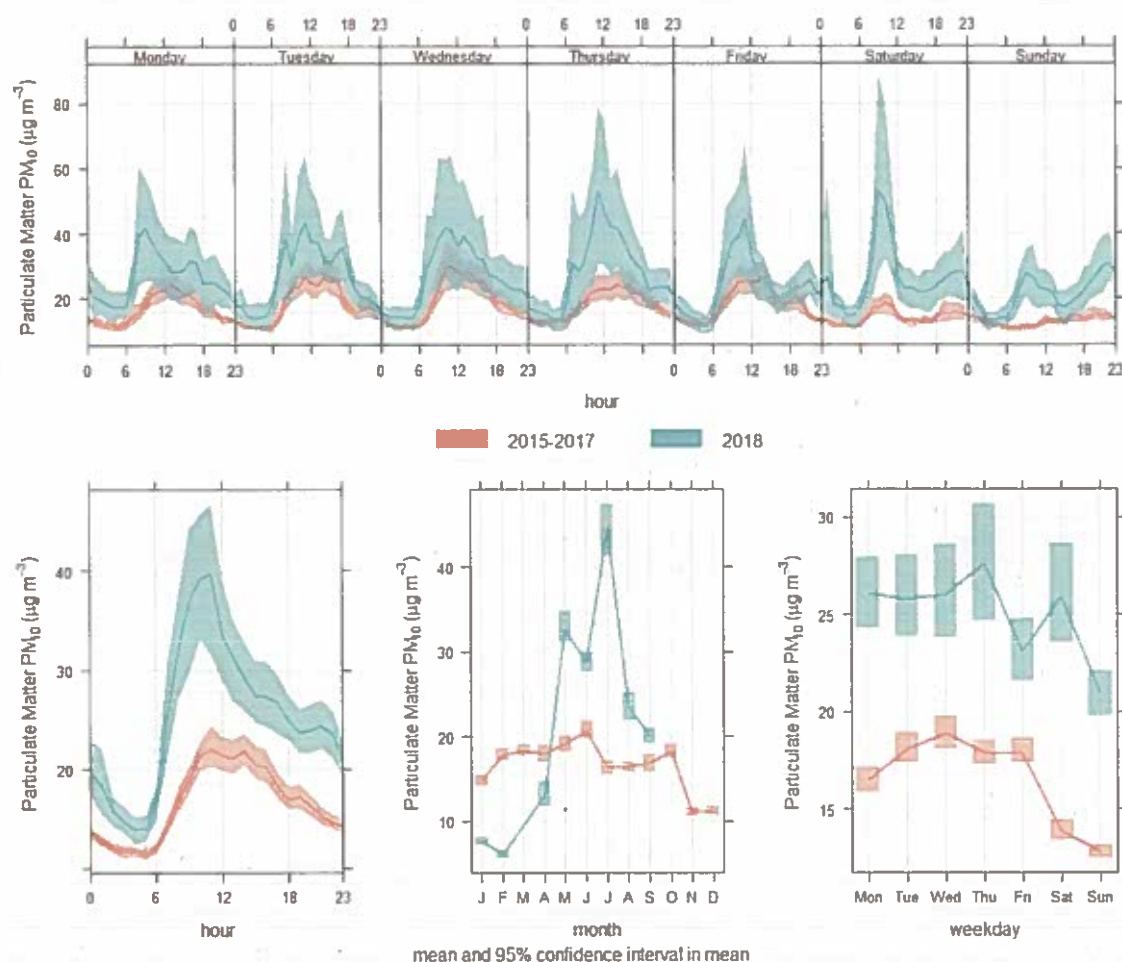 0 6 12 18 23 0 6 12 18 23 0 6 12 18 23
Monday Tuesday Wednesday Thursday Friday Saturday Sunday
Particulate Matter PM10 (µg m-3)
80
60
40
20
0 6 12 18 23 0 6 12 18 23 0 6 12 18 23 0 6 12 18 23
hour
2015-2017 2018
Particulate Matter PM10 (µg m-3)
40
30
20
0 6 12 18 23
hour
Particulate Matter PM10 (µg m-3)
40
30
20
10
J F M A M J J A S O N D
month
Particulate Matter PM10 (µg m-3)
30
25
20
15
Mon Tue Wed Thu Fri Sat Sun
weekday
mean and 95% confidence interval in mean